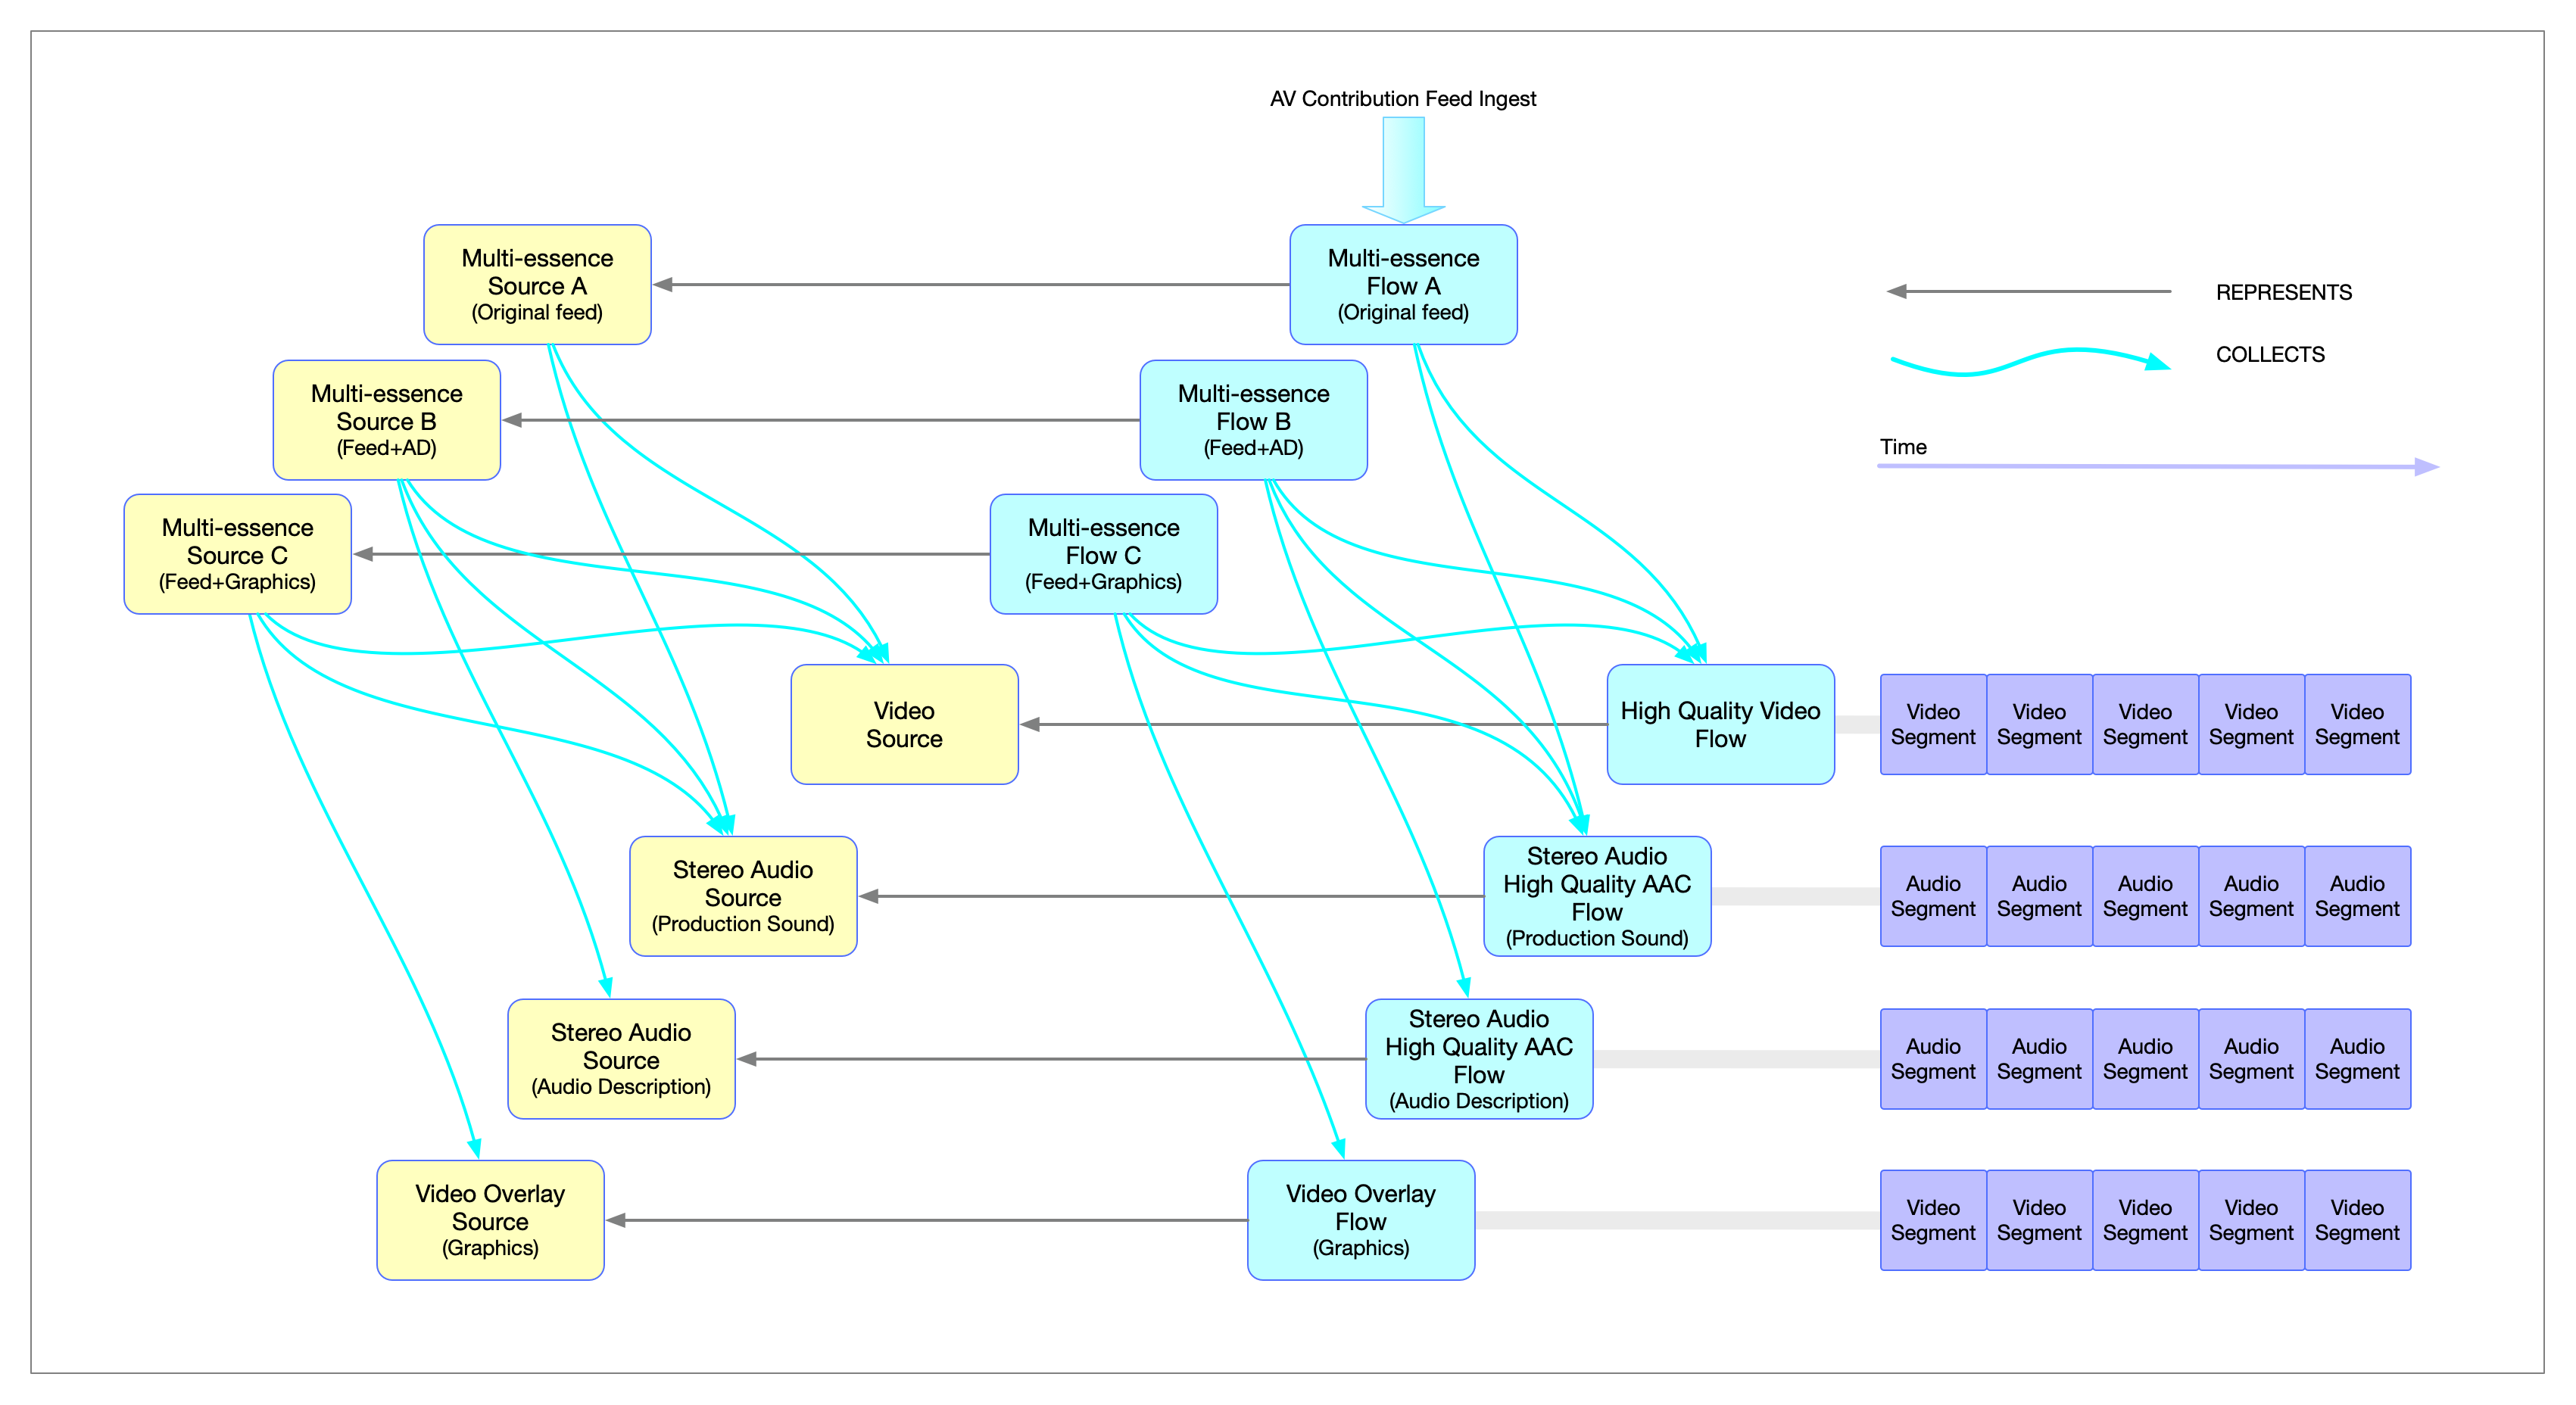 AV Contribution Feed Ingest
Multi-essence
Source A
(Original feed)
Multi-essence
Flow A
(Original feed)
REPRESENTS
COLLECTS
Time
Multi-essence
Source B
(Feed+AD)
Multi-essence
Flow B
(Feed+AD)
Multi-essence
Source C
(Feed+Graphics)
Multi-essence
Flow C
(Feed+Graphics)
Video
Source
High Quality Video
Flow
Video
Segment
Video
Segment
Video
Segment
Video
Segment
Video
Segment
Stereo Audio
Source
(Production Sound)
Stereo Audio
High Quality AAC
Flow
(Production Sound)
Audio
Segment
Audio
Segment
Audio
Segment
Audio
Segment
Audio
Segment
Stereo Audio
Source
(Audio Description)
Stereo Audio
High Quality AAC
Flow
(Audio Description)
Audio
Segment
Audio
Segment
Audio
Segment
Audio
Segment
Audio
Segment
Video Overlay
Source
(Graphics)
Video Overlay
Flow
(Graphics)
Video
Segment
Video
Segment
Video
Segment
Video
Segment
Video
Segment